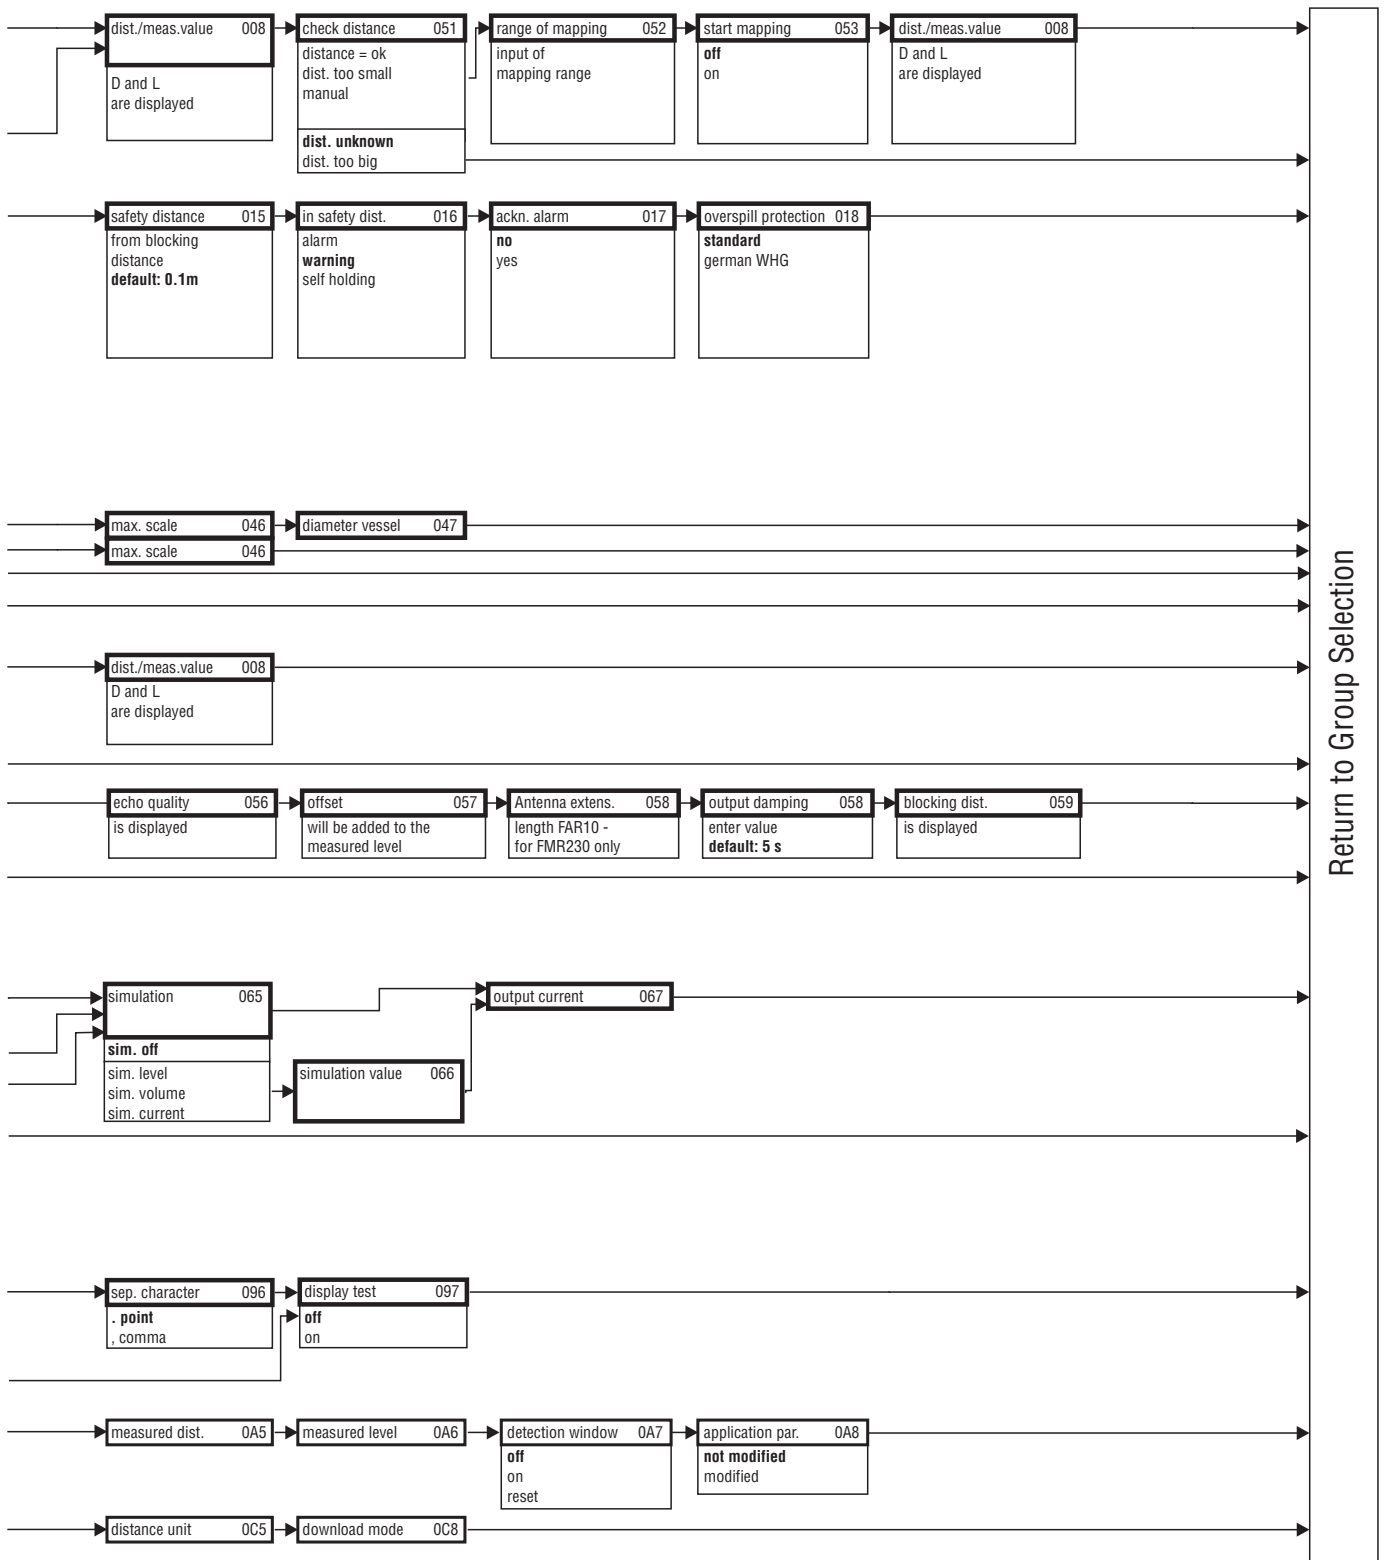 dist./meas.value 008
D and L
are displayed
check distance 051
distance = ok
dist. too small
manual
dist. unknown
dist. too big
range of mapping 052
input of
mapping range
start mapping 053
off
on
dist./meas.value 008
D and L
are displayed
safety distance 015
from blocking
distance
default: 0.1m
in safety dist. 016
alarm
warning
self holding
ackn. alarm 017
no
yes
overspill protection 018
standard
german WHG
max. scale 046
diameter vessel 047
max. scale 046
dist./meas.value 008
D and L
are displayed
echo quality 056
is displayed
offset 057
will be added to the
measured level
Antenna extens. 058
length FAR10 -
for FMR230 only
output damping 058
enter value
default: 5 s
blocking dist. 059
is displayed
simulation 065
sim. off
sim. level
sim. volume
sim. current
simulation value 066
output current 067
sep. character 096
. point
, comma
display test 097
off
on
measured dist. 0A5
measured level 0A6
detection window 0A7
off
on
reset
application par. 0A8
not modified
modified
distance unit 0C5
download mode 0C8
Return to Group Selection